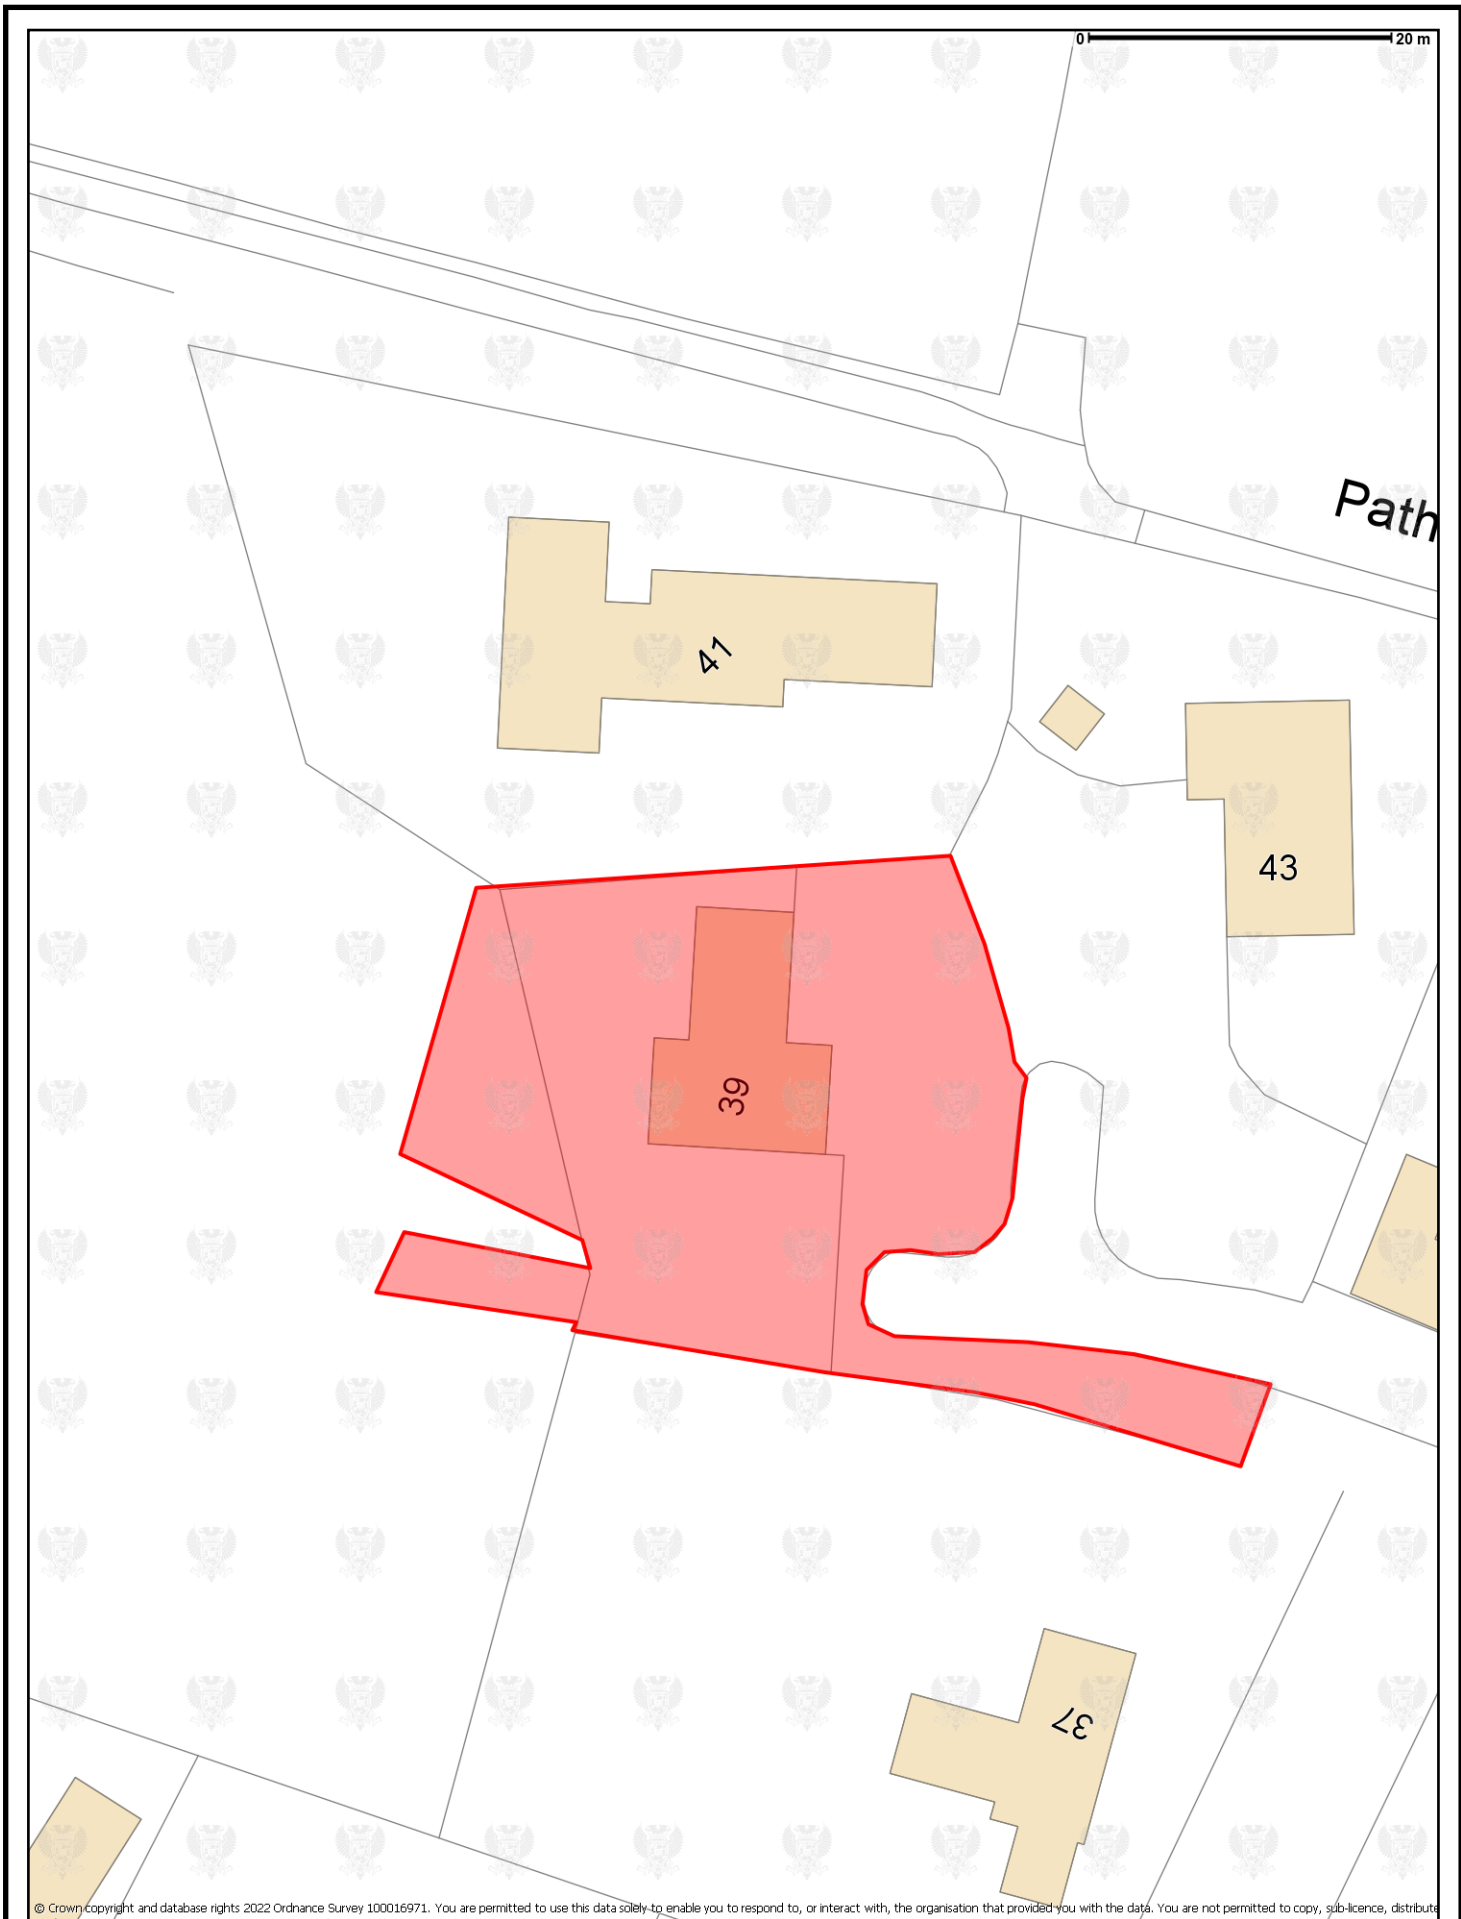 0 20 m
Path
41
43
39
37
© Crown copyright and database rights 2022 Ordnance Survey 100016971. You are permitted to use this data solely to enable you to respond to, or interact with, the organisation that provided you with the data. You are not permitted to copy, sub-licence, distribute